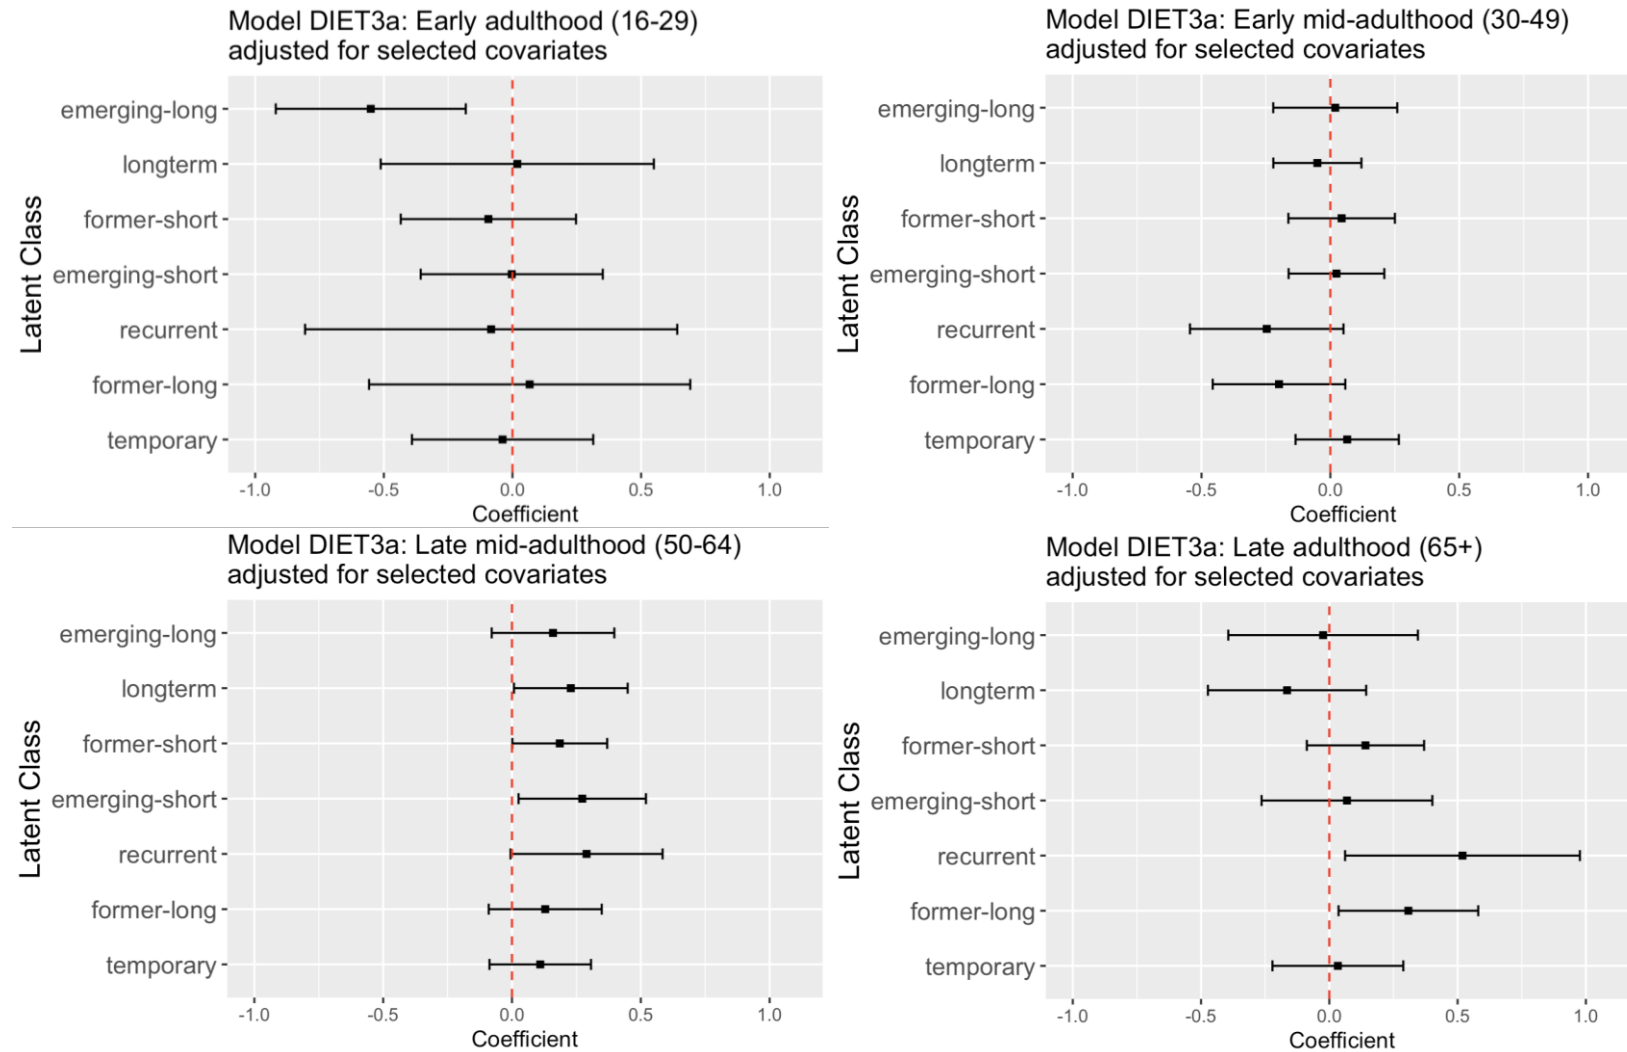 Model DIET3a: Early adulthood (16-29)
adjusted for selected covariates
Latent Class
emerging-long
longterm
former-short
emerging-short
recurrent
former-long
temporary
-1.0 -0.5 0.0 0.5 1.0
Coefficient
Model DIET3a: Early mid-adulthood (30-49)
adjusted for selected covariates
Latent Class
emerging-long
longterm
former-short
emerging-short
recurrent
former-long
temporary
-1.0 -0.5 0.0 0.5 1.0
Coefficient
Model DIET3a: Late mid-adulthood (50-64)
adjusted for selected covariates
Latent Class
emerging-long
longterm
former-short
emerging-short
recurrent
former-long
temporary
-1.0 -0.5 0.0 0.5 1.0
Coefficient
Model DIET3a: Late adulthood (65+)
adjusted for selected covariates
Latent Class
emerging-long
longterm
former-short
emerging-short
recurrent
former-long
temporary
-1.0 -0.5 0.0 0.5 1.0
Coefficient